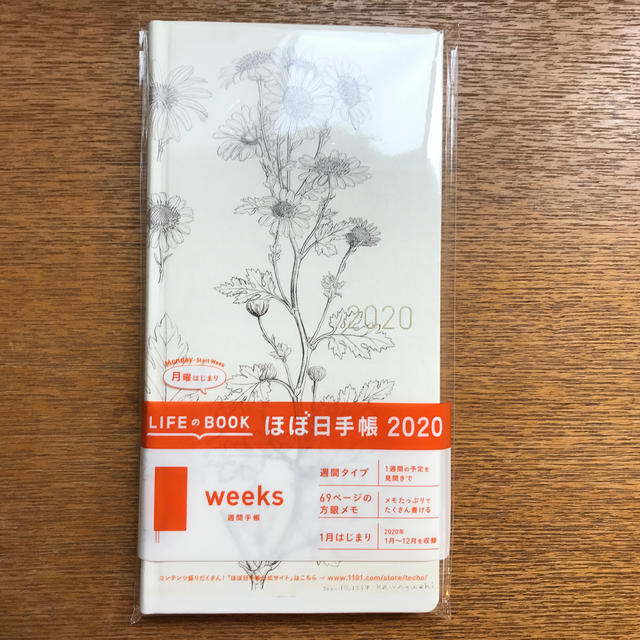 2020
Monday-Start Week
月曜はじまり
LIFEのBOOK ほぼ日手帳 2020
weeks
週間手帳
週間タイプ
1週間の予定を
見開きで
69ページの
方眼メモ
メモたっぷりで
たくさん書ける
1月はじまり
2020年
1月〜12月を収録
コンテンツ盛りだくさん!「ほぼ日手帳公式サイト」はこちら → www.1101.com/store/techo/
Kawaguchi